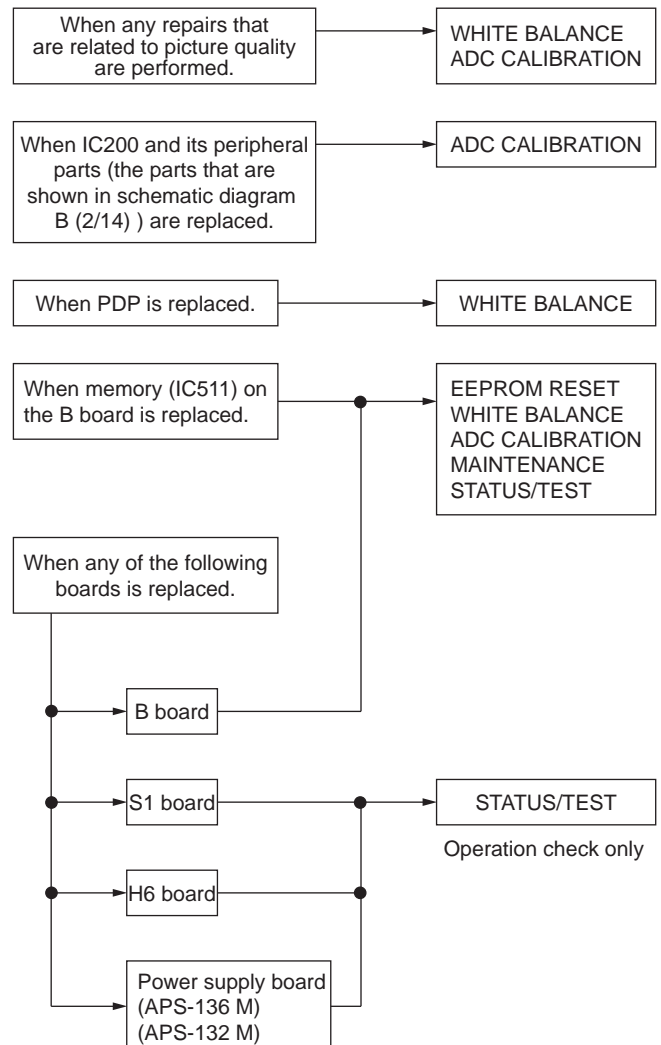 When any repairs that
are related to picture quality
are performed.
WHITE BALANCE
ADC CALIBRATION
When IC200 and its peripheral
parts (the parts that are
shown in schematic diagram
B (2/14) ) are replaced.
ADC CALIBRATION
When PDP is replaced.
WHITE BALANCE
When memory (IC511) on
the B board is replaced.
EEPROM RESET
WHITE BALANCE
ADC CALIBRATION
MAINTENANCE
STATUS/TEST
When any of the following
boards is replaced.
B board
S1 board
STATUS/TEST
Operation check only
H6 board
Power supply board
(APS-136 M)
(APS-132 M)